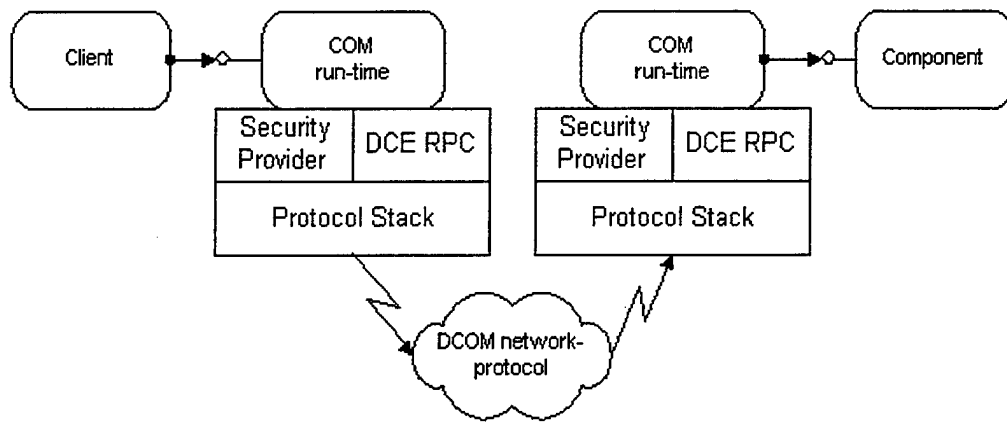 Client
COM
run-time
COM
run-time
Component
Security
Provider
DCE RPC
Security
Provider
DCE RPC
Protocol Stack
Protocol Stack
DCOM network-
protocol